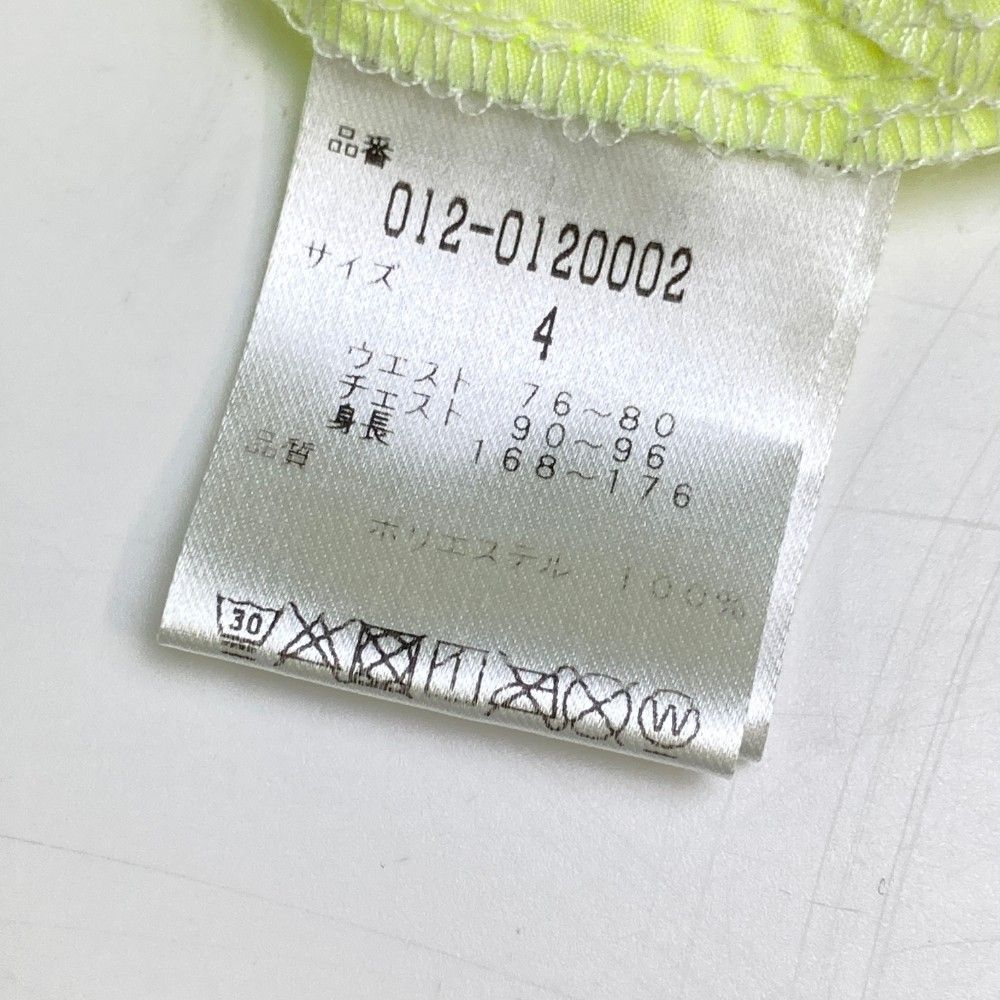 品番
012-0120002
サイズ
4
ウエスト 76～80
チェスト 90～96
身長 168～176
品質
ポリエステル 100%
30
W